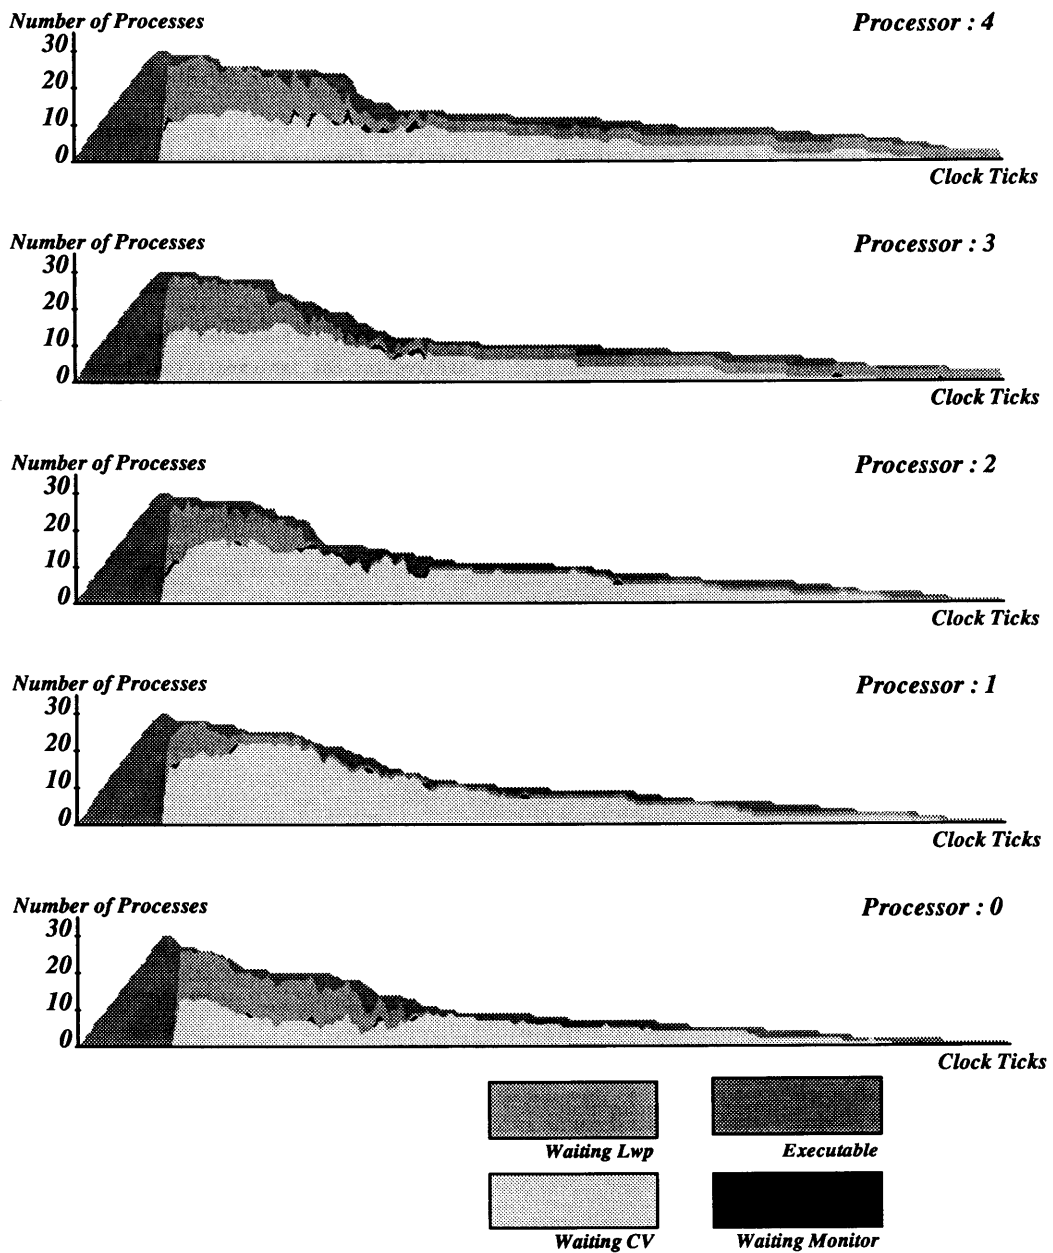 Number of Processes
Processor : 4
30
20
10
0
Clock Ticks
Number of Processes
Processor : 3
30
20
10
0
Clock Ticks
Number of Processes
Processor : 2
30
20
10
0
Clock Ticks
Number of Processes
Processor : 1
30
20
10
0
Clock Ticks
Number of Processes
Processor : 0
30
20
10
0
Clock Ticks
Waiting Lwp
Executable
Waiting CV
Waiting Monitor